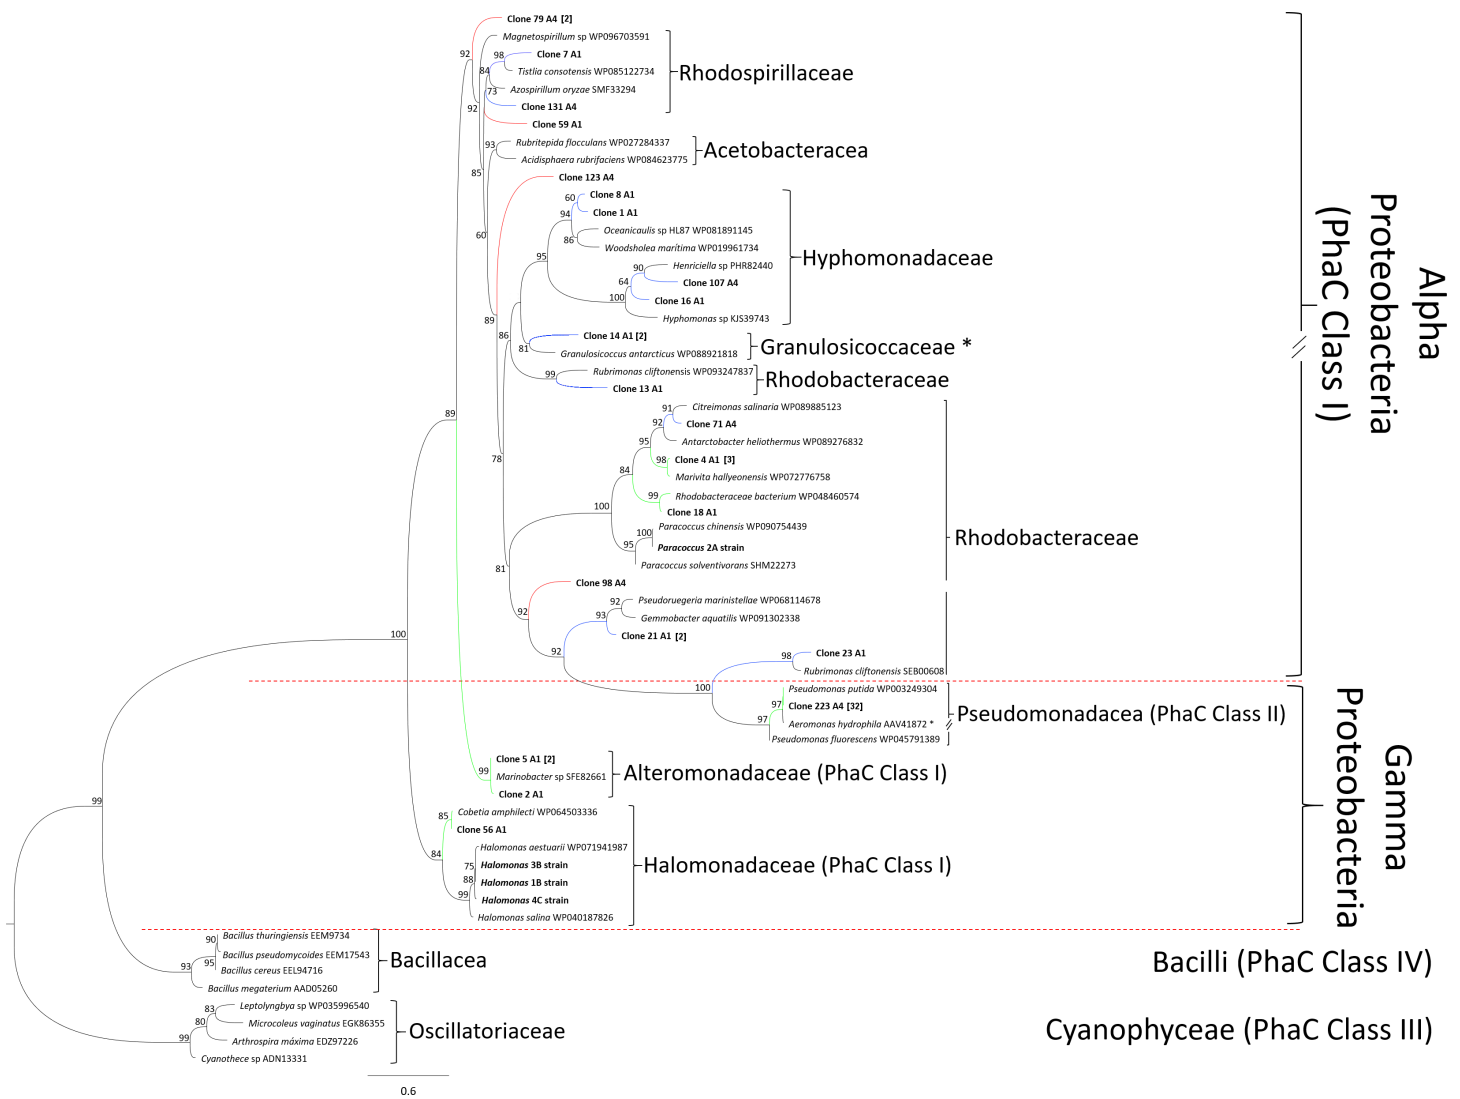 Clone 79 A4 [2]
92
Magnetospirillum sp WP096703591
98
Clone 7 A1
84
Tistlia consotensis WP085122734
Rhodospirillaceae
73
Azospirillum oryzae SMF33294
92
Clone 131 A4
Clone 59 A1
93
Rubritepida flocculans WP027284337
Acidisphaera rubrifaciens WP084623775
Acetobacteracea
85
Clone 123 A4
60
Clone 8 A1
94
Clone 1 A1
60
86
Oceanicaulis sp HL87 WP081891145
Woodsholea marítima WP019961734
95
Hyphomonadaceae
90
Henriciella sp PHR82440
64
Clone 107 A4
100
Clone 16 A1
Hyphomonas sp KJS39743
89
86
Clone 14 A1 [2]
81
Granulosicoccus antarcticus WP088921818
Granulosicoccaceae *
99
Rubrimonas cliftonensis WP093247837
Clone 13 A1
Rhodobacteraceae
91
Citreimonas salinaria WP089885123
92
Clone 71 A4
95
Antarctobacter heliothermus WP089276832
98
Clone 4 A1 [3]
84
Marivita hallyeonensis WP072776758
99
Rhodobacteraceae bacterium WP048460574
Clone 18 A1
100
100
Paracoccus chinensis WP090754439
95
Paracoccus 2A strain
Paracoccus solventivorans SHM22273
Rhodobacteraceae
89
78
81
Clone 98 A4
92
92
Pseudoruegeria marinistellae WP068114678
93
Gemmobacter aquatilis WP091302338
Clone 21 A1 [2]
92
98
Clone 23 A1
Rubrimonas cliftonensis SEB00608
100
Alpha
Proteobacteria
(PhaC Class I)
Pseudomonas putida WP003249304
97
Clone 223 A4 [32]
97
Aeromonas hydrophila AAV41872 *
Pseudomonas fluorescens WP045791389
Pseudomonadacea (PhaC Class II)
100
Clone 5 A1 [2]
99
Marinobacter sp SFE82661
Clone 2 A1
Alteromonadaceae (PhaC Class I)
85
Cobetia amphilecti WP064503336
Clone 56 A1
84
Halomonas aestuarii WP071941987
75
Halomonas 3B strain
88
Halomonas 1B strain
99
Halomonas 4C strain
Halomonas salina WP040187826
Halomonadaceae (PhaC Class I)
Gamma
Proteobacteria
99
90
Bacillus thuringiensis EEM9734
Bacillus pseudomycoides EEM17543
95
93
Bacillus cereus EEL94716
Bacillus megaterium AAD05260
Bacillacea
Bacilli (PhaC Class IV)
83
Leptolyngbya sp WP035996540
80
Microcoleus vaginatus EGK86355
99
Arthrospira máxima EDZ97226
Cyanothece sp ADN13331
Oscillatoriaceae
Cyanophyceae (PhaC Class III)
0.6